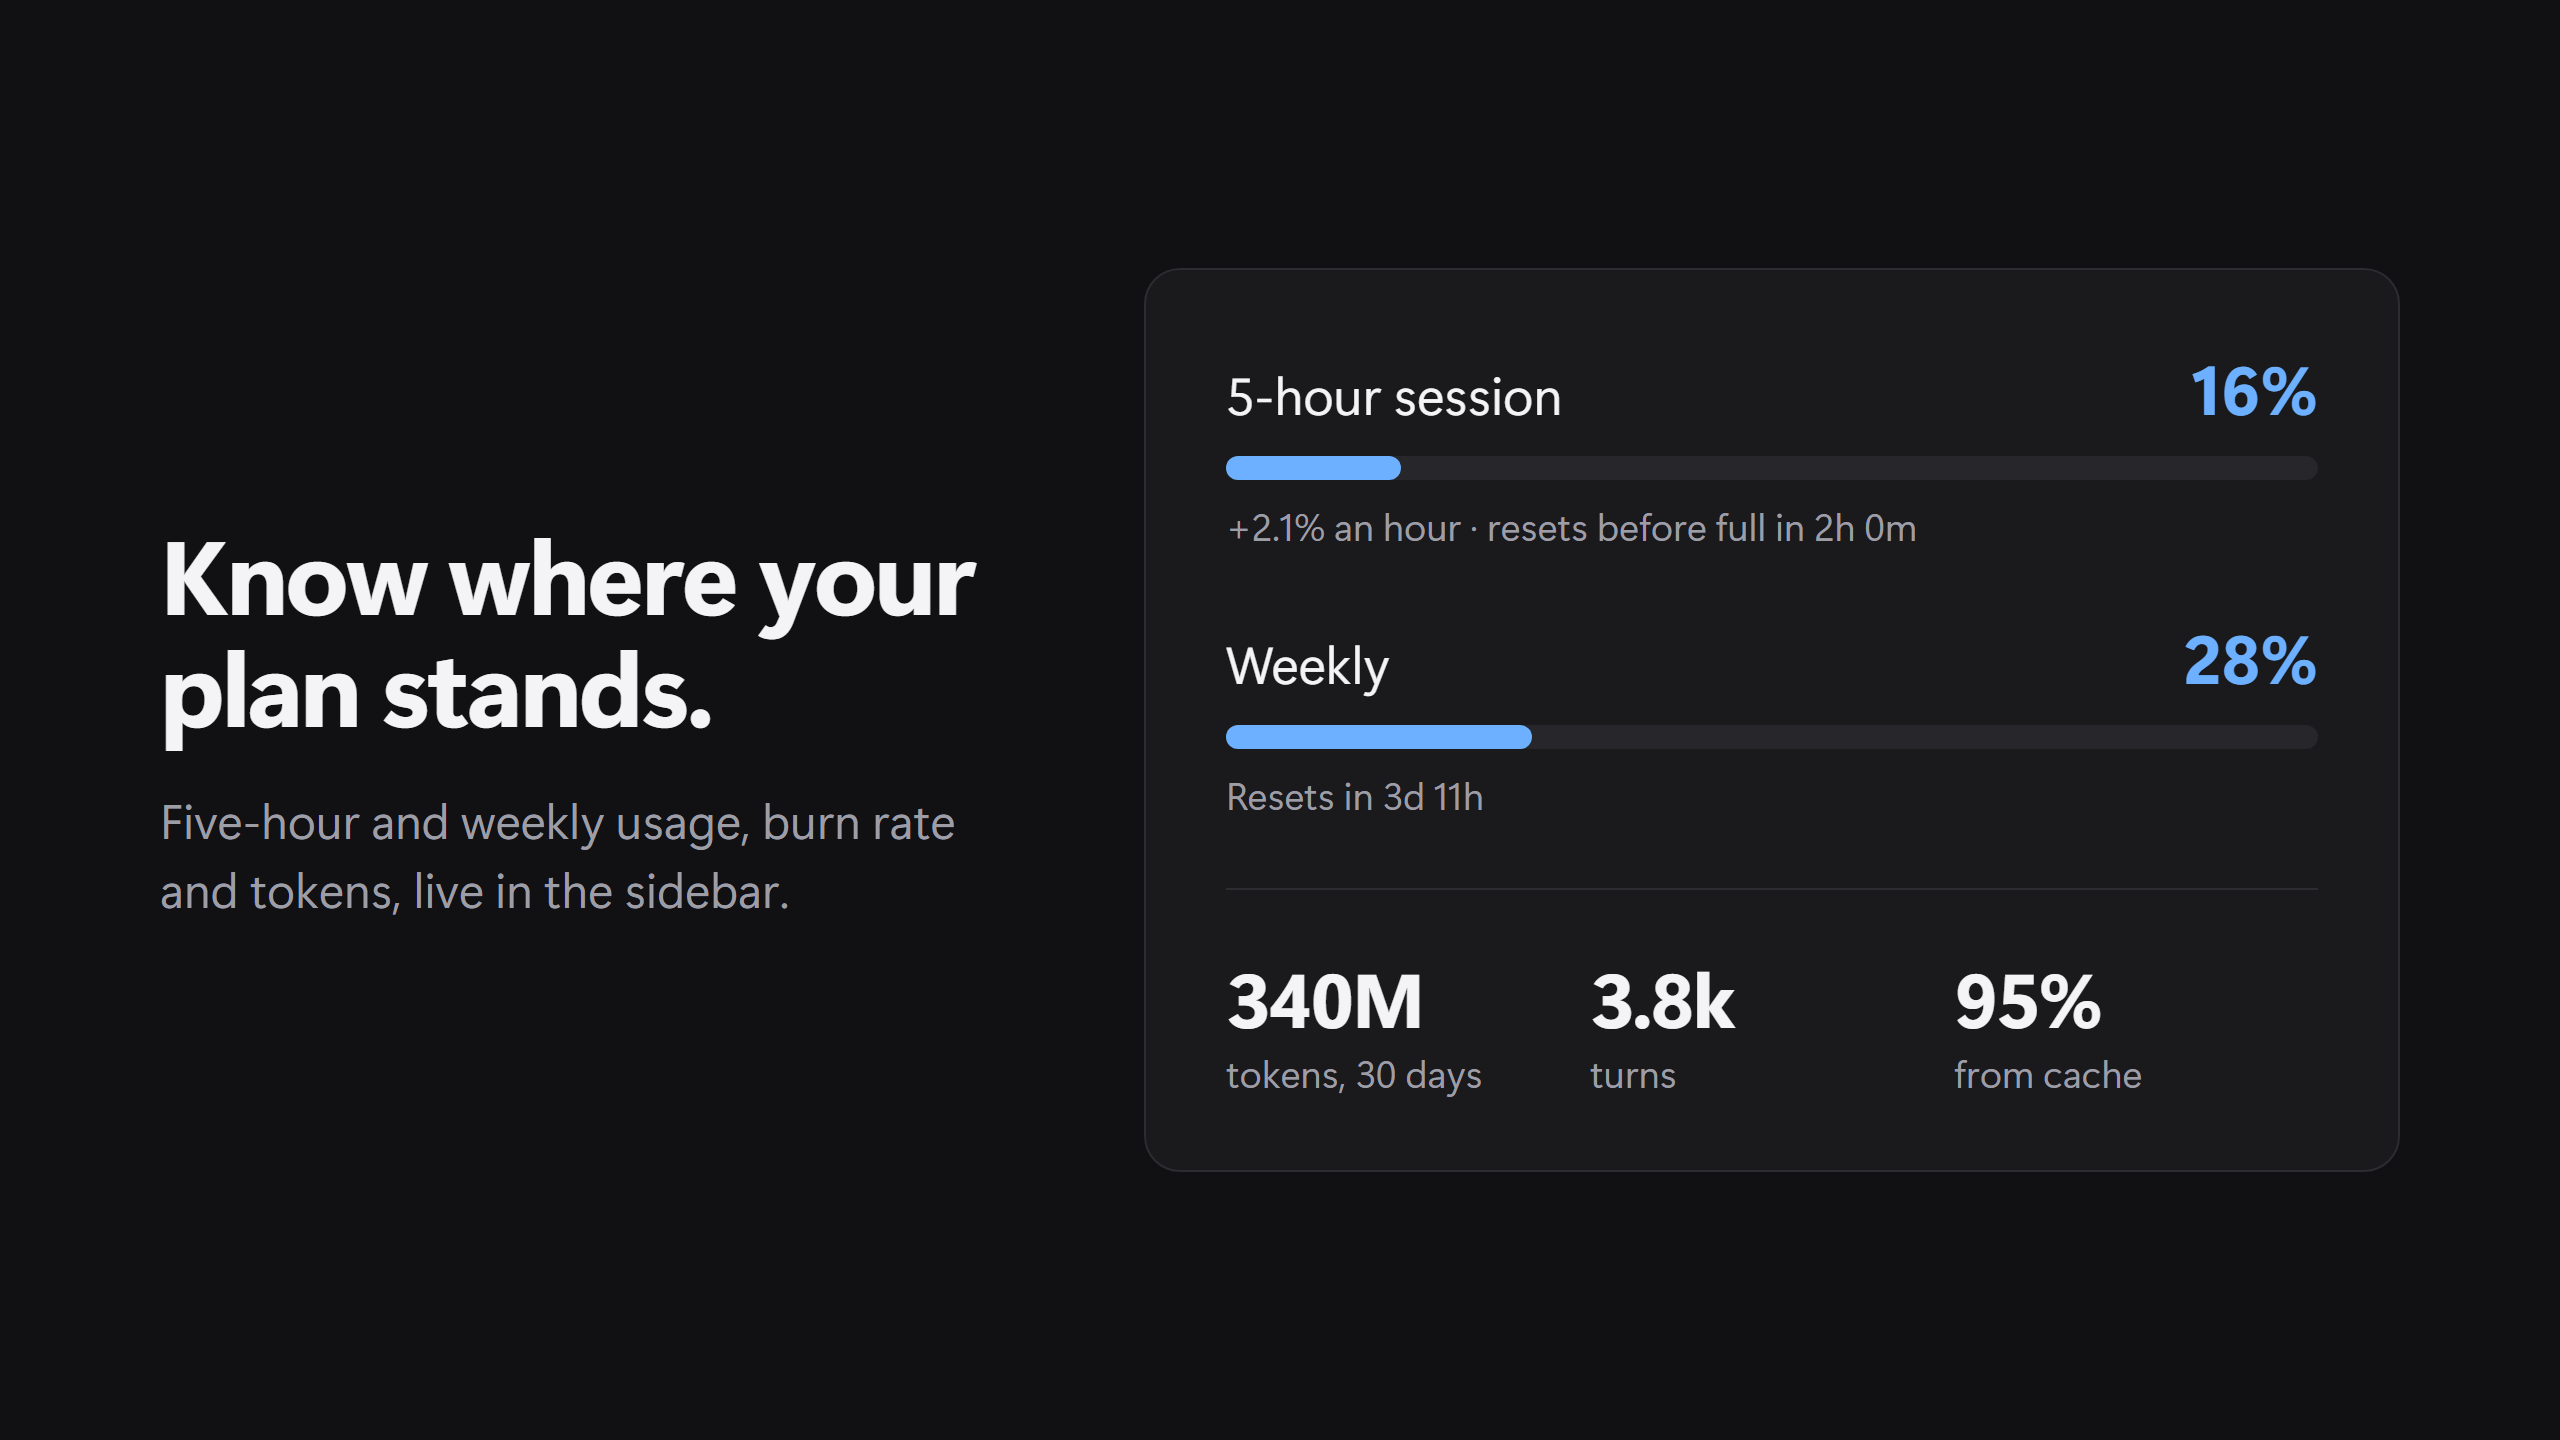 Know where your
plan stands.
Five-hour and weekly usage, burn rate
and tokens, live in the sidebar.
5-hour session
16%
+2.1% an hour · resets before full in 2h 0m
Weekly
28%
Resets in 3d 11h
340M
tokens, 30 days
3.8k
turns
95%
from cache